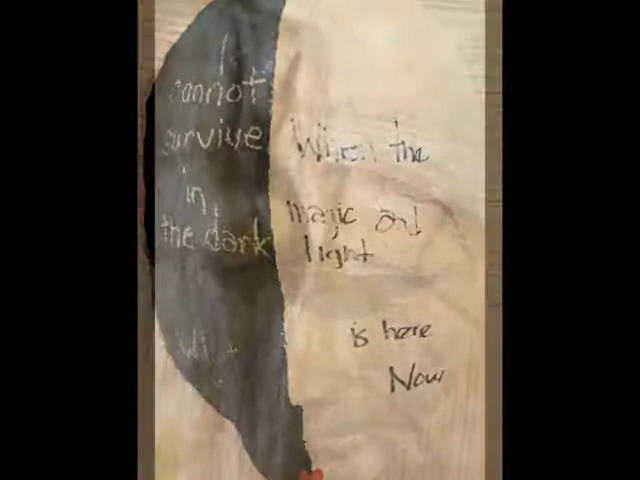 I
cannot
survive
in
the dark
When the
magic and
light
is here
Now